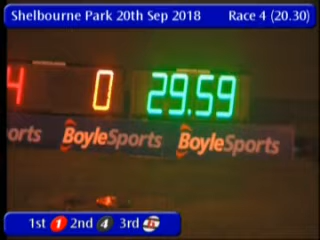 Shelbourne Park 20th Sep 2018 Race 4 (20.30)
4 0 29.59
orts BoyleSports BoyleSports
1st 1 2nd 4 3rd